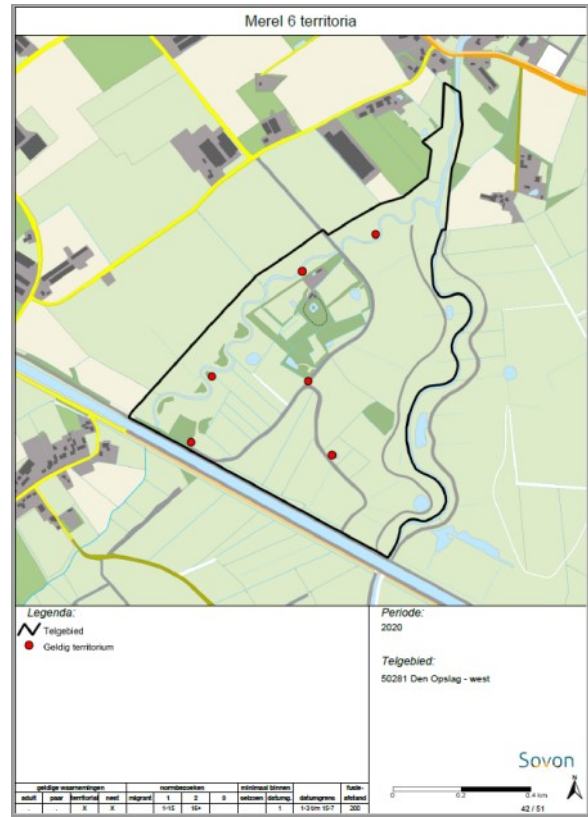 Merel 6 territoria
Legenda:
Telgebied
Geldig territorium
Periode:
2020
Telgebied:
50281 Den Opslag - west
Sovon
0 0.2 0.4 km
N
42 / 51
geldige waarnemingen normbezoeken minimaal binnen fusie-
adult paar territoriaal nest migrant 1 2 3 seizoen datumg. datumgrens afstand
. . X X 1-15 16+ 1 1-3 t/m 15-7 200